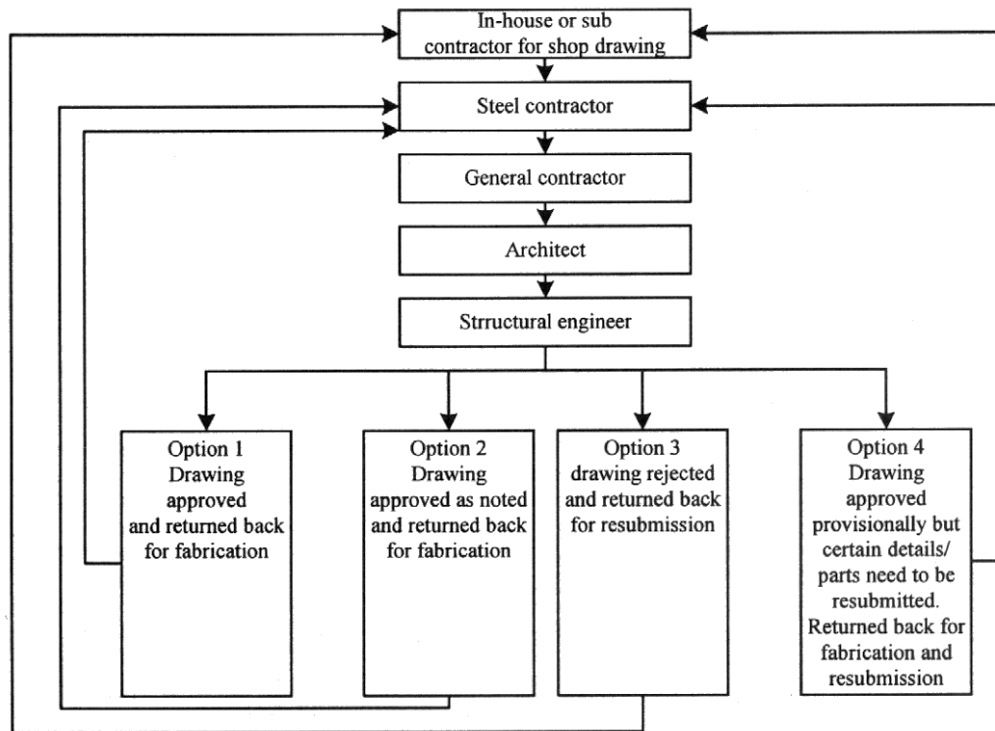 In-house or sub
contractor for shop drawing
Steel contractor
General contractor
Architect
Strructural engineer
Option 1
Drawing
approved
and returned back
for fabrication
Option 2
Drawing
approved as noted
and returned back
for fabrication
Option 3
drawing rejected
and returned back
for resubmission
Option 4
Drawing
approved
provisionally but
certain details/
parts need to be
resubmitted.
Returned back for
fabrication and
resubmission